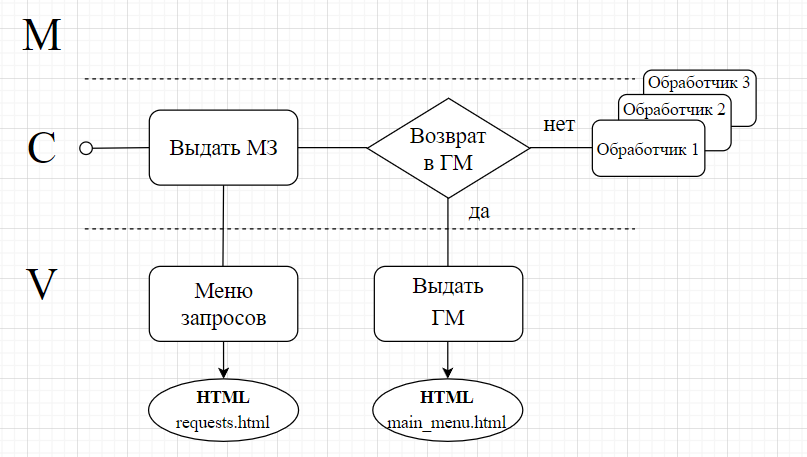 M
Обработчик 3
Обработчик 2
Обработчик 1
C
Выдать МЗ
Возврат
в ГМ
нет
да
V
Меню
запросов
Выдать
ГМ
HTML
requests.html
HTML
main_menu.html